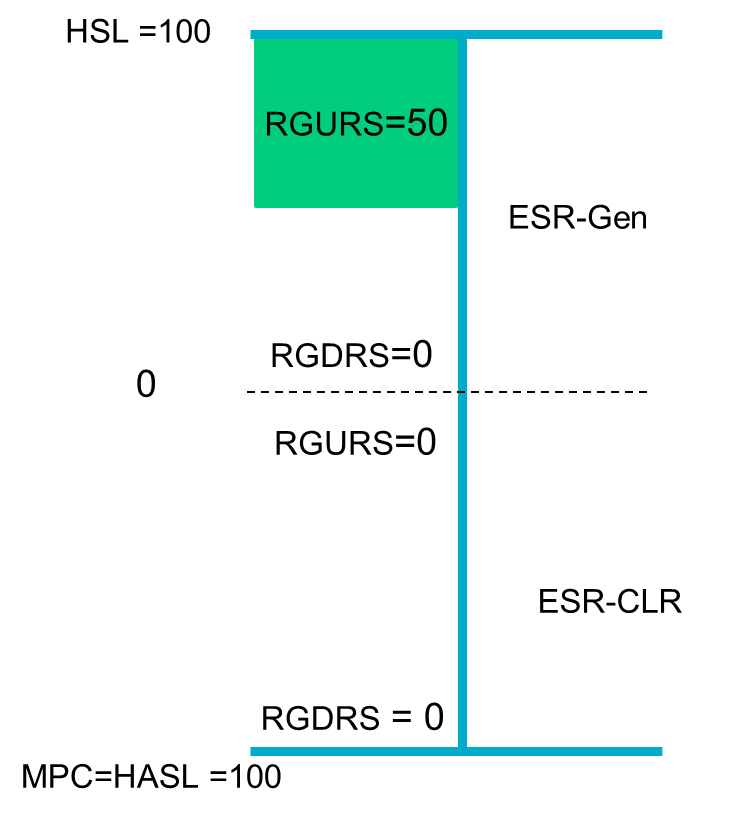 HSL =100
RGURS=50
ESR-Gen
RGDRS=0
0
RGURS=0
ESR-CLR
RGDRS = 0
MPC=HASL =100